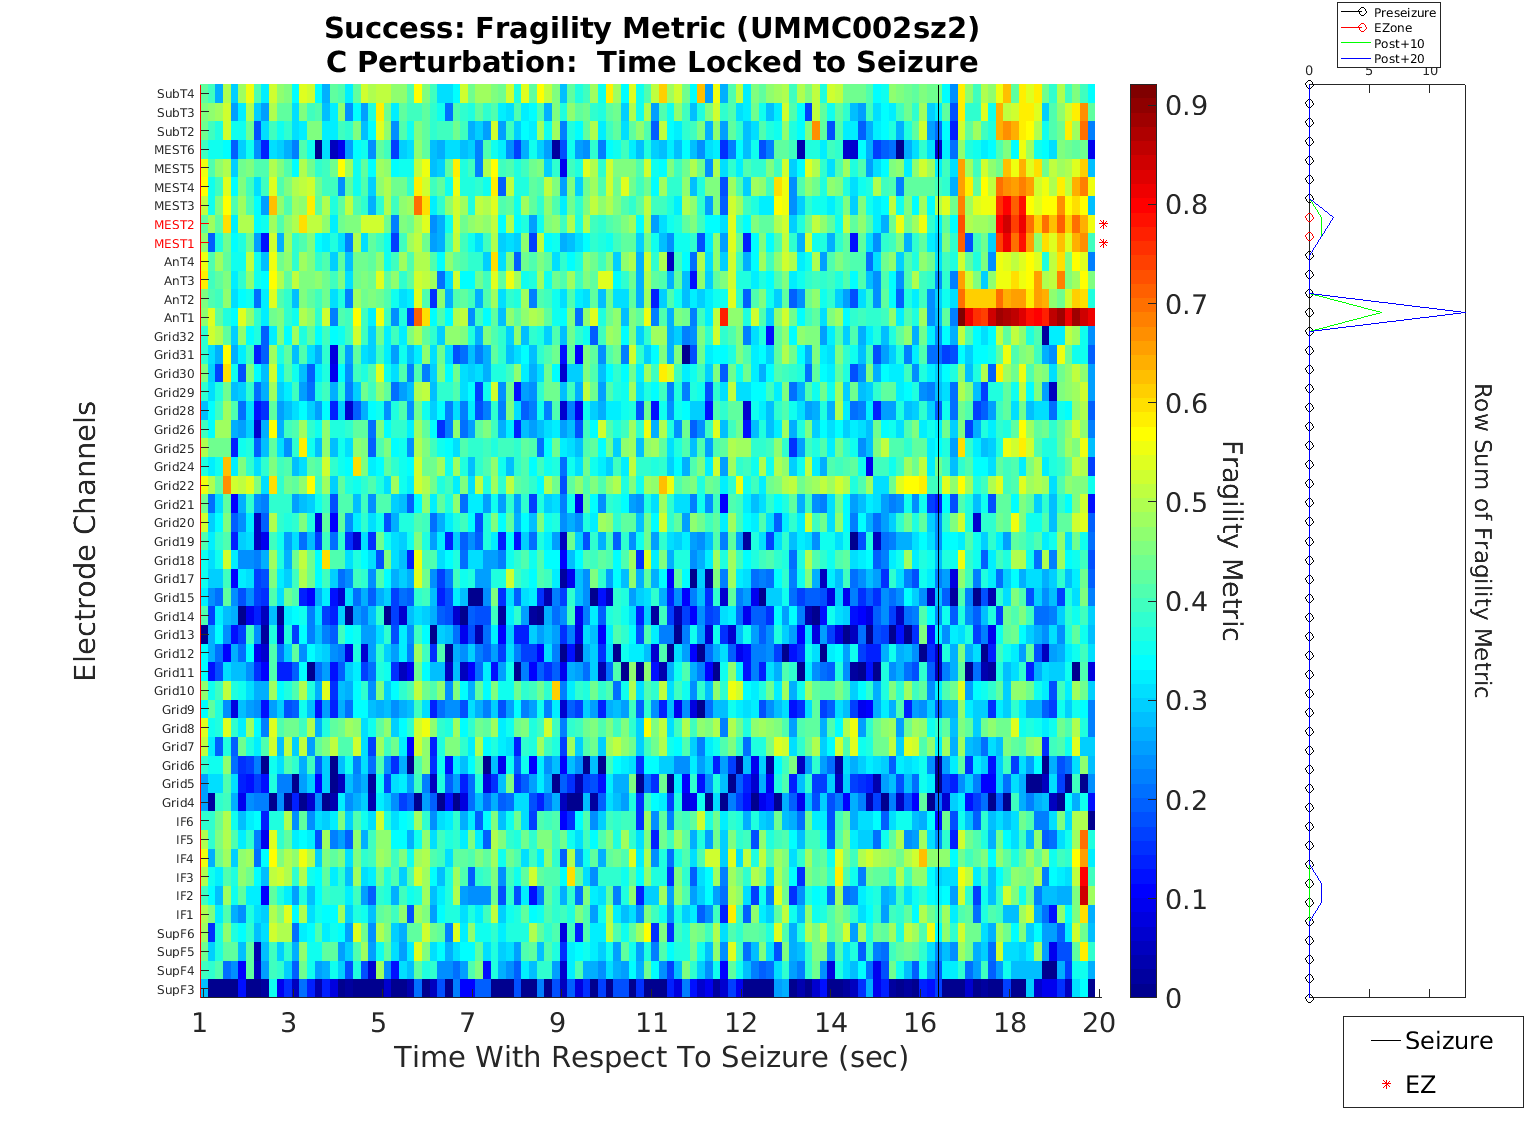 Success: Fragility Metric (UMMC002sz2)
C Perturbation:  Time Locked to Seizure
Preseizure
EZone
Post+10
Post+20
0 5 10
SubT4
SubT3
SubT2
MEST6
MEST5
MEST4
MEST3
MEST2
MEST1
AnT4
AnT3
AnT2
AnT1
Grid32
Grid31
Grid30
Grid29
Grid28
Grid26
Grid25
Grid24
Grid22
Grid21
Grid20
Grid19
Grid18
Grid17
Grid15
Grid14
Grid13
Grid12
Grid11
Grid10
Grid9
Grid8
Grid7
Grid6
Grid5
Grid4
IF6
IF5
IF4
IF3
IF2
IF1
SupF6
SupF5
SupF4
SupF3
Electrode Channels
1 3 5 7 9 11 12 14 16 18 20
Time With Respect To Seizure (sec)
0.9
0.8
0.7
0.6
0.5
0.4
0.3
0.2
0.1
0
Fragility Metric
Row Sum of Fragility Metric
Seizure
EZ